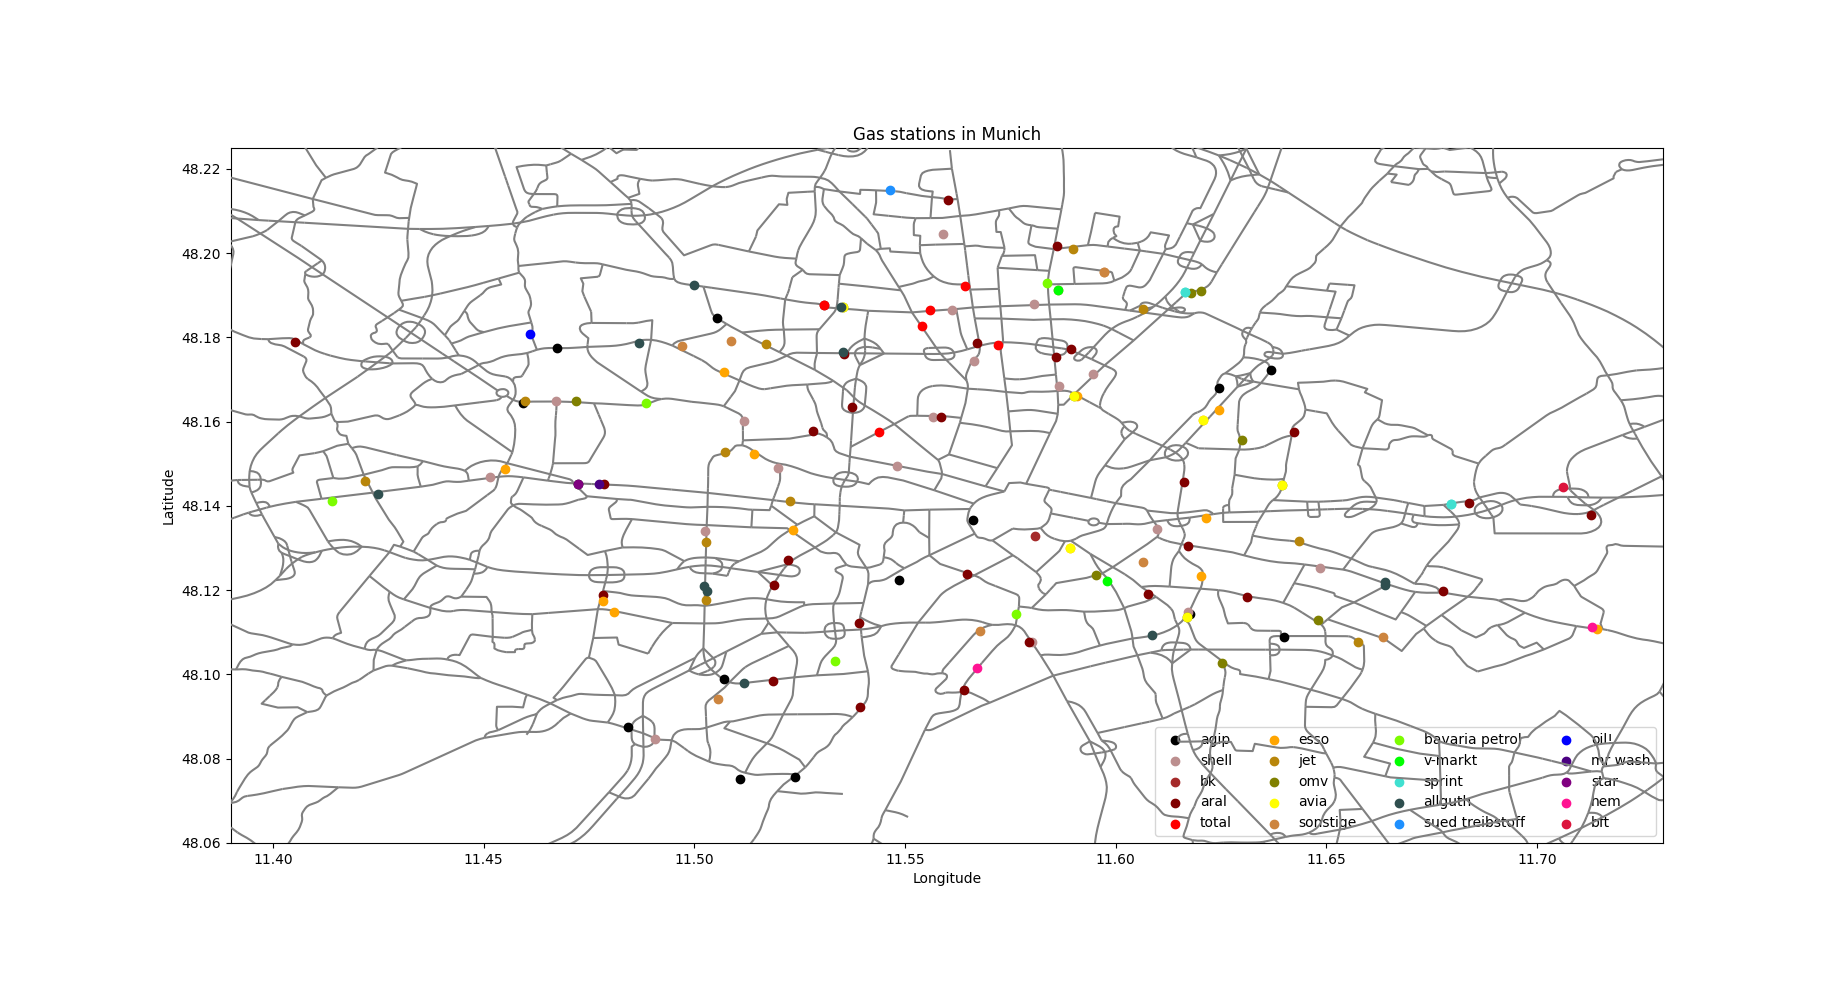 Gas stations in Munich
48.22
48.20
48.18
48.16
48.14
48.12
48.10
48.08
48.06
Latitude
11.40 11.45 11.50 11.55 11.60 11.65 11.70
Longitude
agip esso bavaria petrol oil!
shell jet v-markt mr wash
bk omv sprint star
aral avia allguth hem
total sonstige sued treibstoff bft